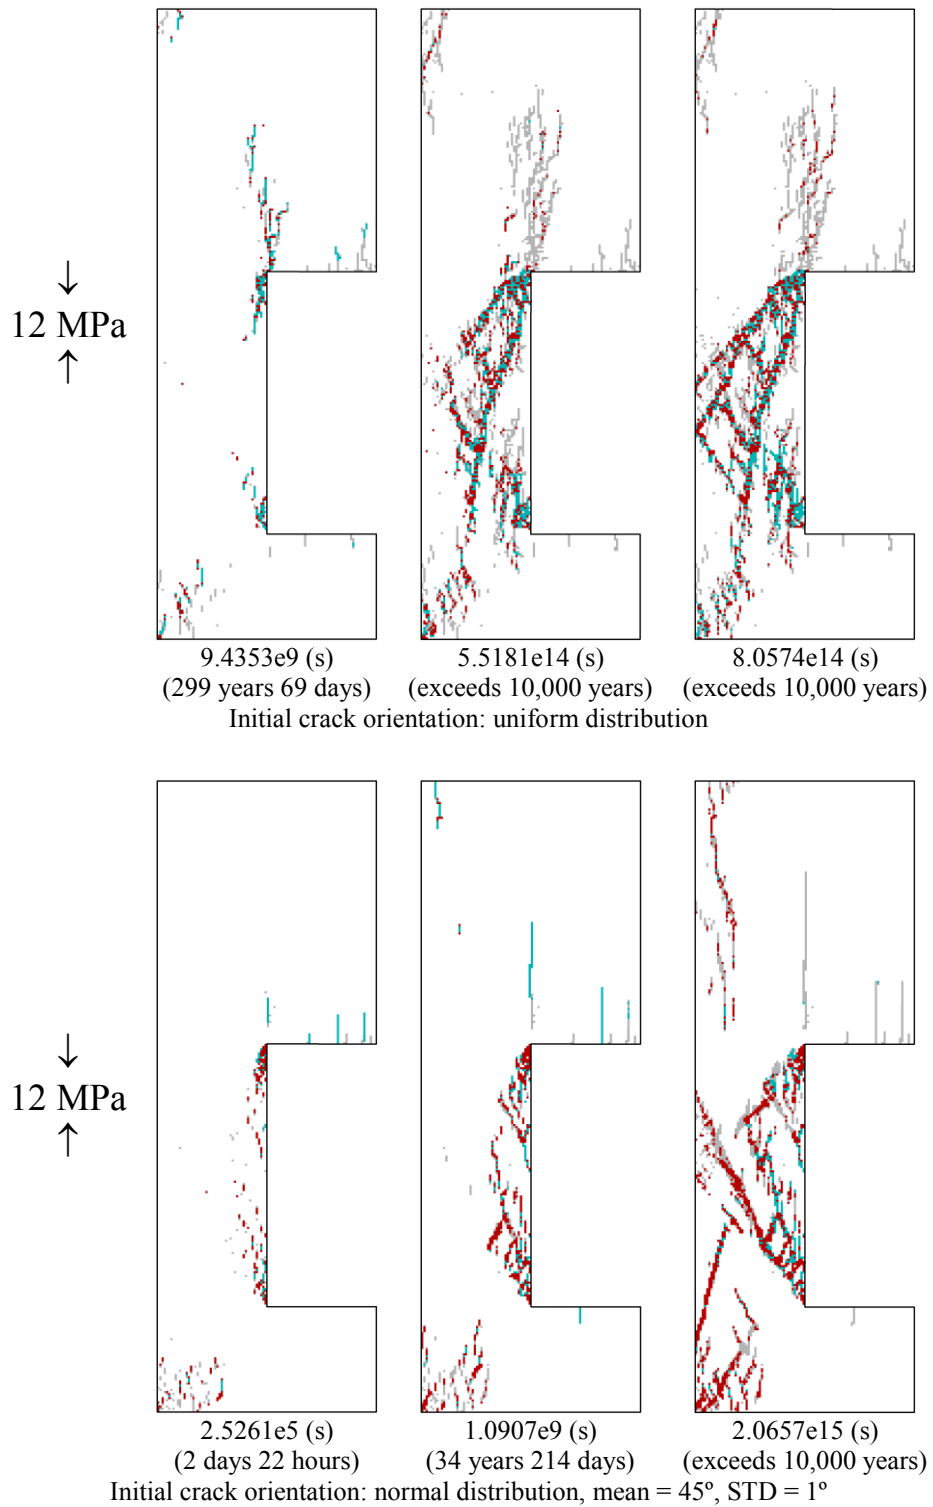 ↓
12 MPa
↑
9.4353e9 (s) 5.5181e14 (s) 8.0574e14 (s)
(299 years 69 days) (exceeds 10,000 years) (exceeds 10,000 years)
Initial crack orientation: uniform distribution
↓
12 MPa
↑
2.5261e5 (s) 1.0907e9 (s) 2.0657e15 (s)
(2 days 22 hours) (34 years 214 days) (exceeds 10,000 years)
Initial crack orientation: normal distribution, mean = 45º, STD = 1º